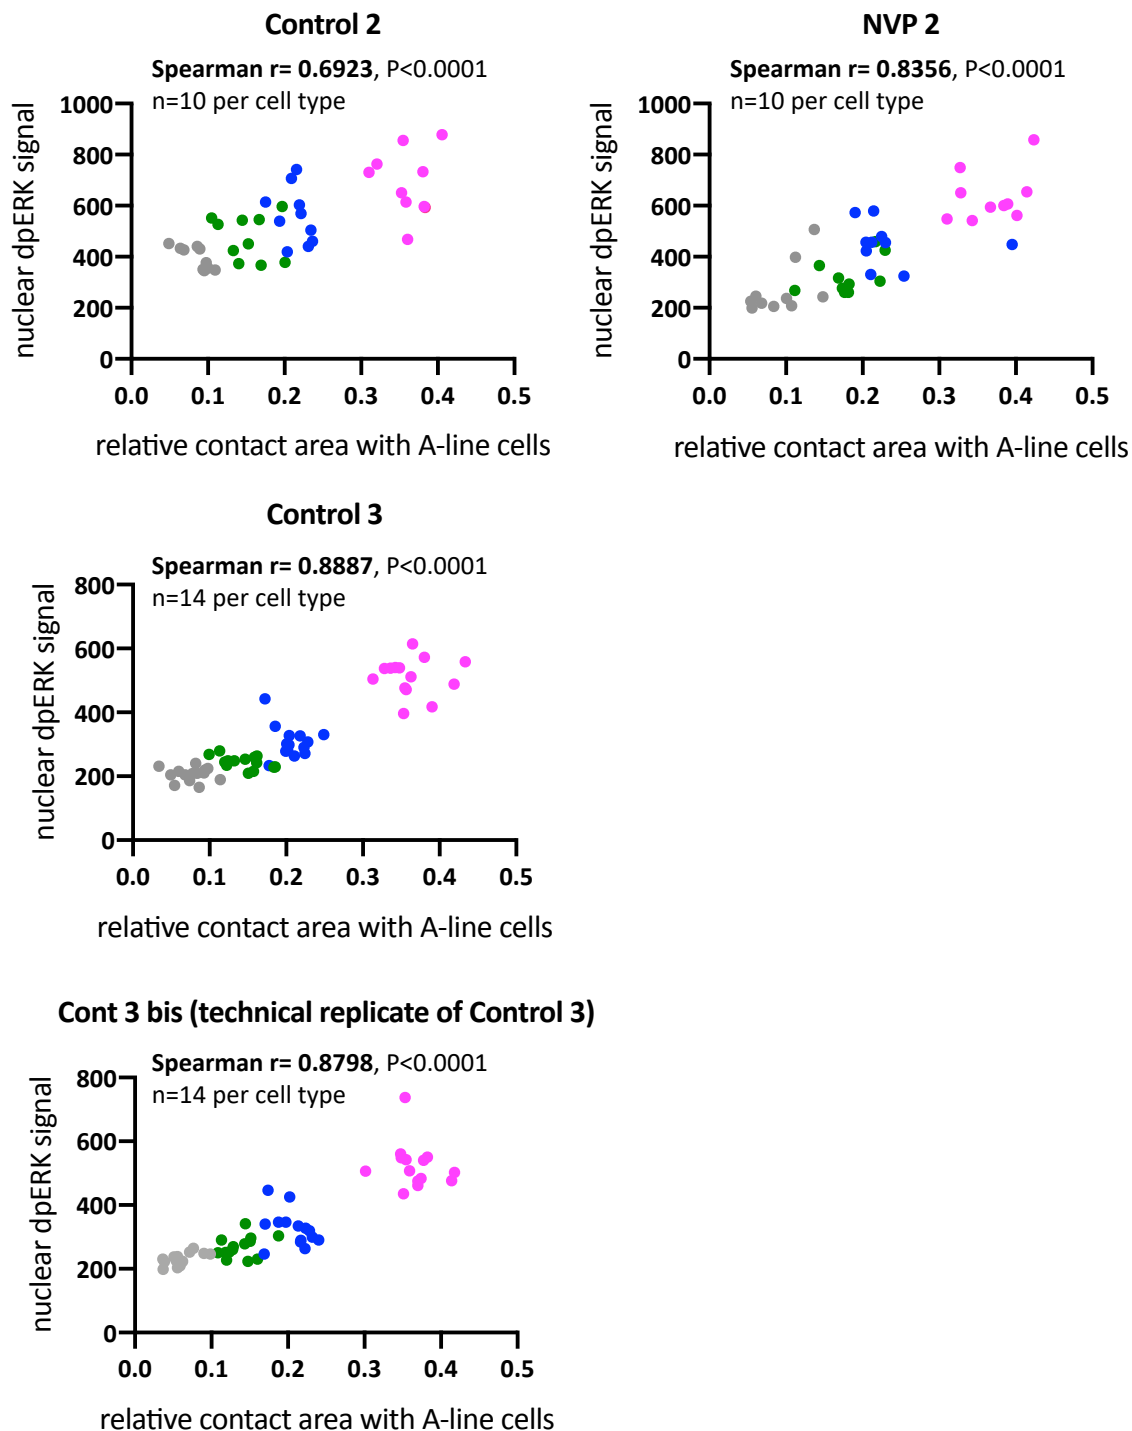 Control 2
Spearman r= 0.6923, P<0.0001
n=10 per cell type
nuclear dpERK signal
1000
800
600
400
200
0
0.0 0.1 0.2 0.3 0.4 0.5
relative contact area with A-line cells
NVP 2
Spearman r= 0.8356, P<0.0001
n=10 per cell type
nuclear dpERK signal
1000
800
600
400
200
0
0.0 0.1 0.2 0.3 0.4 0.5
relative contact area with A-line cells
Control 3
Spearman r= 0.8887, P<0.0001
n=14 per cell type
nuclear dpERK signal
800
600
400
200
0
0.0 0.1 0.2 0.3 0.4 0.5
relative contact area with A-line cells
Cont 3 bis (technical replicate of Control 3)
Spearman r= 0.8798, P<0.0001
n=14 per cell type
nuclear dpERK signal
800
600
400
200
0
0.0 0.1 0.2 0.3 0.4 0.5
relative contact area with A-line cells